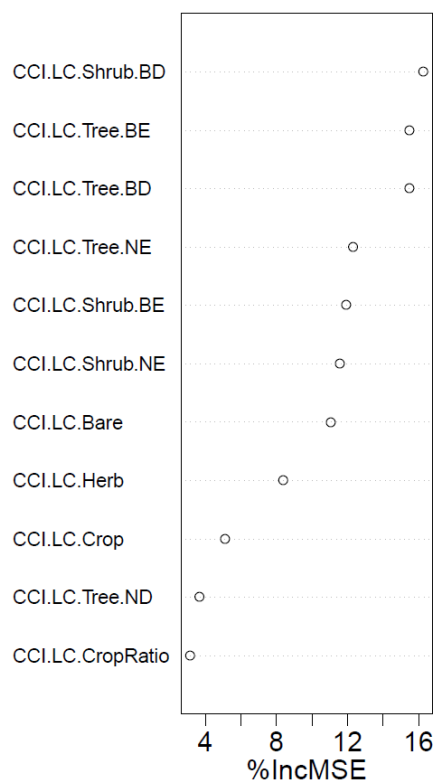 CCI.LC.Shrub.BD
CCI.LC.Tree.BE
CCI.LC.Tree.BD
CCI.LC.Tree.NE
CCI.LC.Shrub.BE
CCI.LC.Shrub.NE
CCI.LC.Bare
CCI.LC.Herb
CCI.LC.Crop
CCI.LC.Tree.ND
CCI.LC.CropRatio
4 8 12 16
%IncMSE